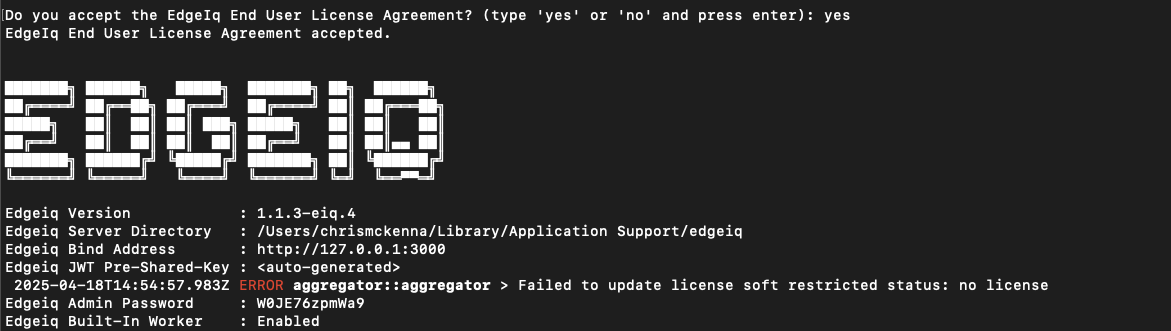 Do you accept the EdgeIq End User License Agreement? (type 'yes' or 'no' and press enter): yes
EdgeIq End User License Agreement accepted.
EDGEIQ
Edgeiq Version : 1.1.3-eiq.4
Edgeiq Server Directory : /Users/chrismckenna/Library/Application Support/edgeiq
Edgeiq Bind Address : http://127.0.0.1:3000
Edgeiq JWT Pre-Shared-Key : <auto-generated>
2025-04-18T14:54:57.983Z ERROR aggregator::aggregator > Failed to update license soft restricted status: no license
Edgeiq Admin Password : W0JE76zpmWa9
Edgeiq Built-In Worker : Enabled